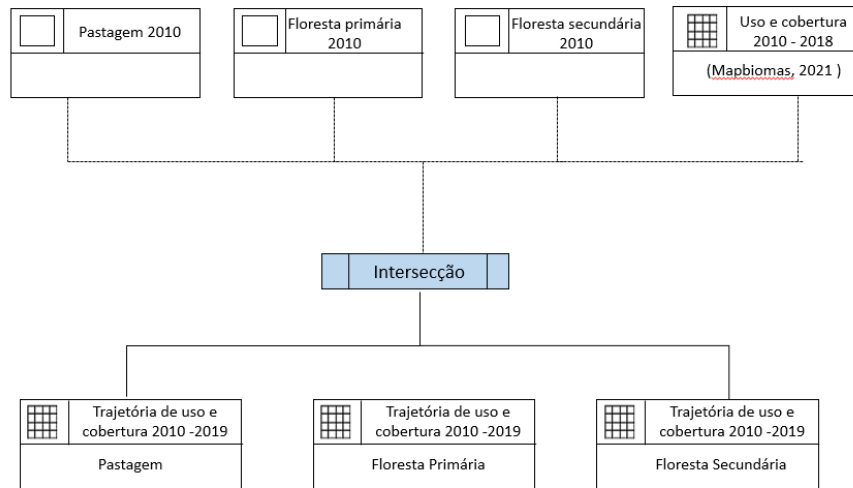 Pastagem 2010
Floresta primária
2010
Floresta secundária
2010
Uso e cobertura
2010 - 2018
(Mapbiomas, 2021 )
Intersecção
Trajetória de uso e
cobertura 2010 -2019
Pastagem
Trajetória de uso e
cobertura 2010 -2019
Floresta Primária
Trajetória de uso e
cobertura 2010 -2019
Floresta Secundária